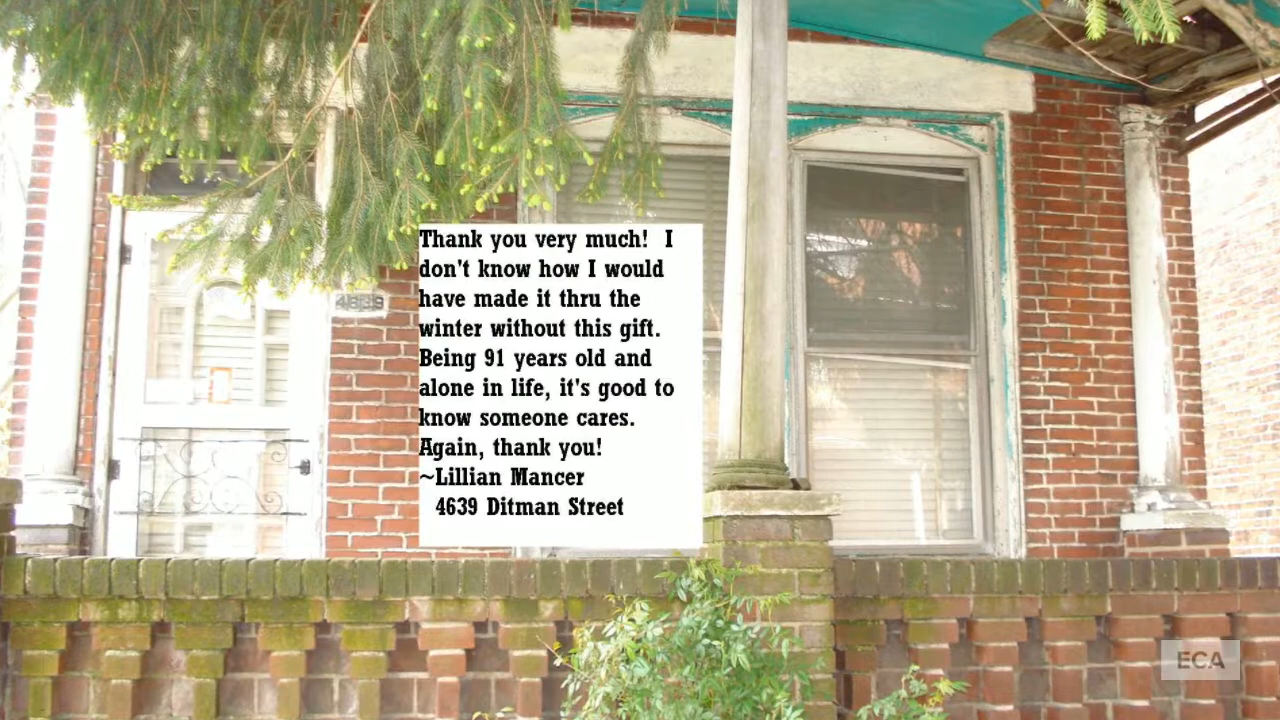 Thank you very much!  I
don't know how I would
have made it thru the
winter without this gift.
Being 91 years old and
alone in life, it's good to
know someone cares.
Again, thank you!
~Lillian Mancer
4639 Ditman Street
4639
ECA